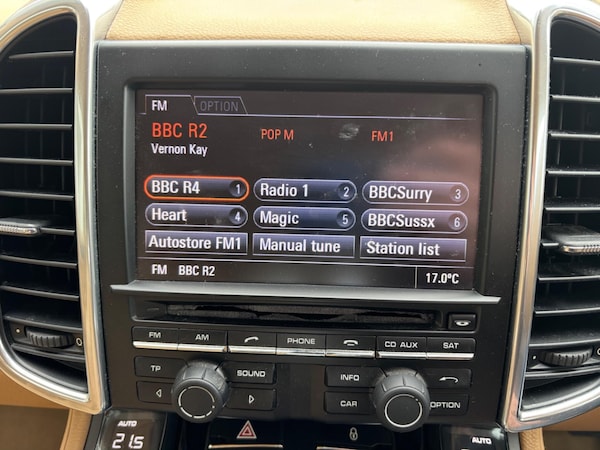 FM OPTION
BBC R2 POP M FM1
Vernon Kay
BBC R4 1 Radio 1 2 BBCSurry 3
Heart 4 Magic 5 BBCSussx 6
Autostore FM1 Manual tune Station list
FM BBC R2 17.0°C
FM AM PHONE CD AUX SAT
TP SOUND INFO
CAR OPTION
AUTO AUTO
21.5